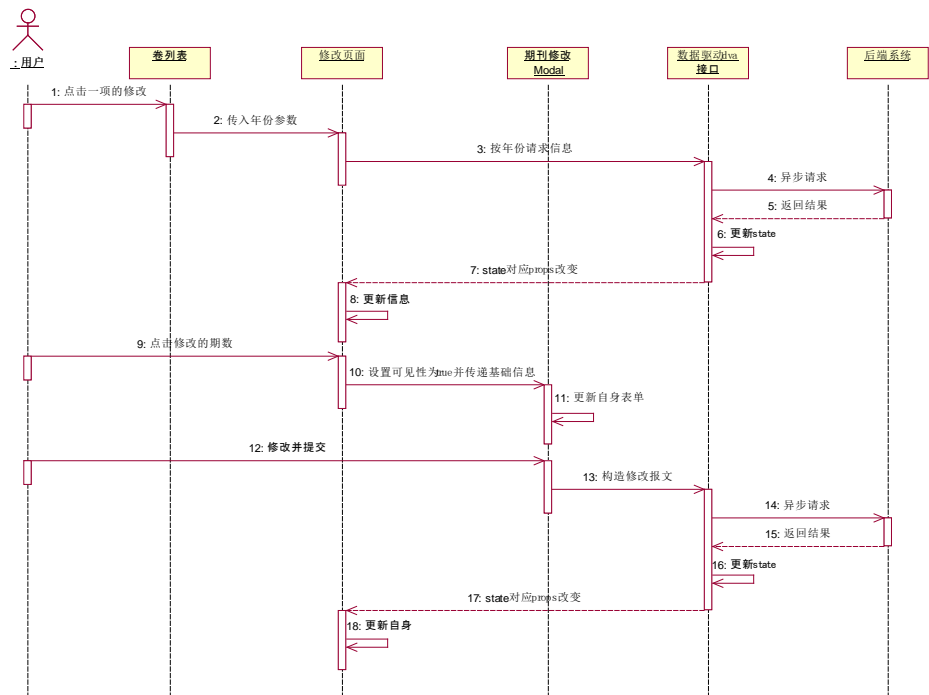 : 用户
卷列表
修改页面
期刊修改
Modal
数据驱动dva
接口
后端系统
1: 点击一项的修改
2: 传入年份参数
3: 按年份请求信息
4: 异步请求
5: 返回结果
6: 更新state
7: state对应props改变
8: 更新信息
9: 点击修改的期数
10: 设置可见性为true并传递基础信息
11: 更新自身表单
12: 修改并提交
13: 构造修改报文
14: 异步请求
15: 返回结果
16: 更新state
17: state对应props改变
18: 更新自身